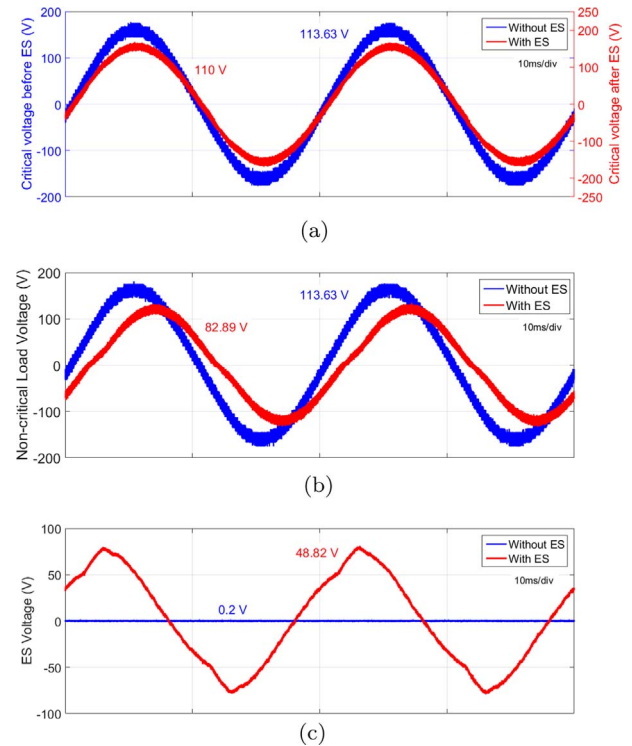 Critical voltage before ES (V)
200
100
0
-100
-200
113.63 V
110 V
Without ES
With ES
10ms/div
250
200
150
100
50
0
-50
-100
-150
-200
-250
Critical voltage after ES (V)
(a)
Non-critical Load Voltage (V)
200
100
0
-100
-200
113.63 V
82.89 V
Without ES
With ES
10ms/div
(b)
ES Voltage (V)
100
50
0
-50
-100
48.82 V
0.2 V
Without ES
With ES
10ms/div
(c)